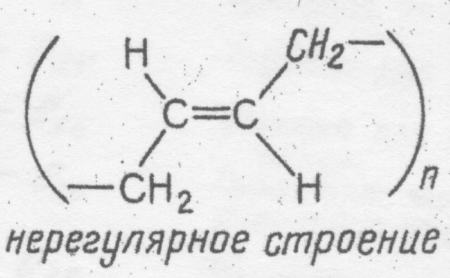 H CH₂—
C=C
—CH₂ H n
нерегулярное строение